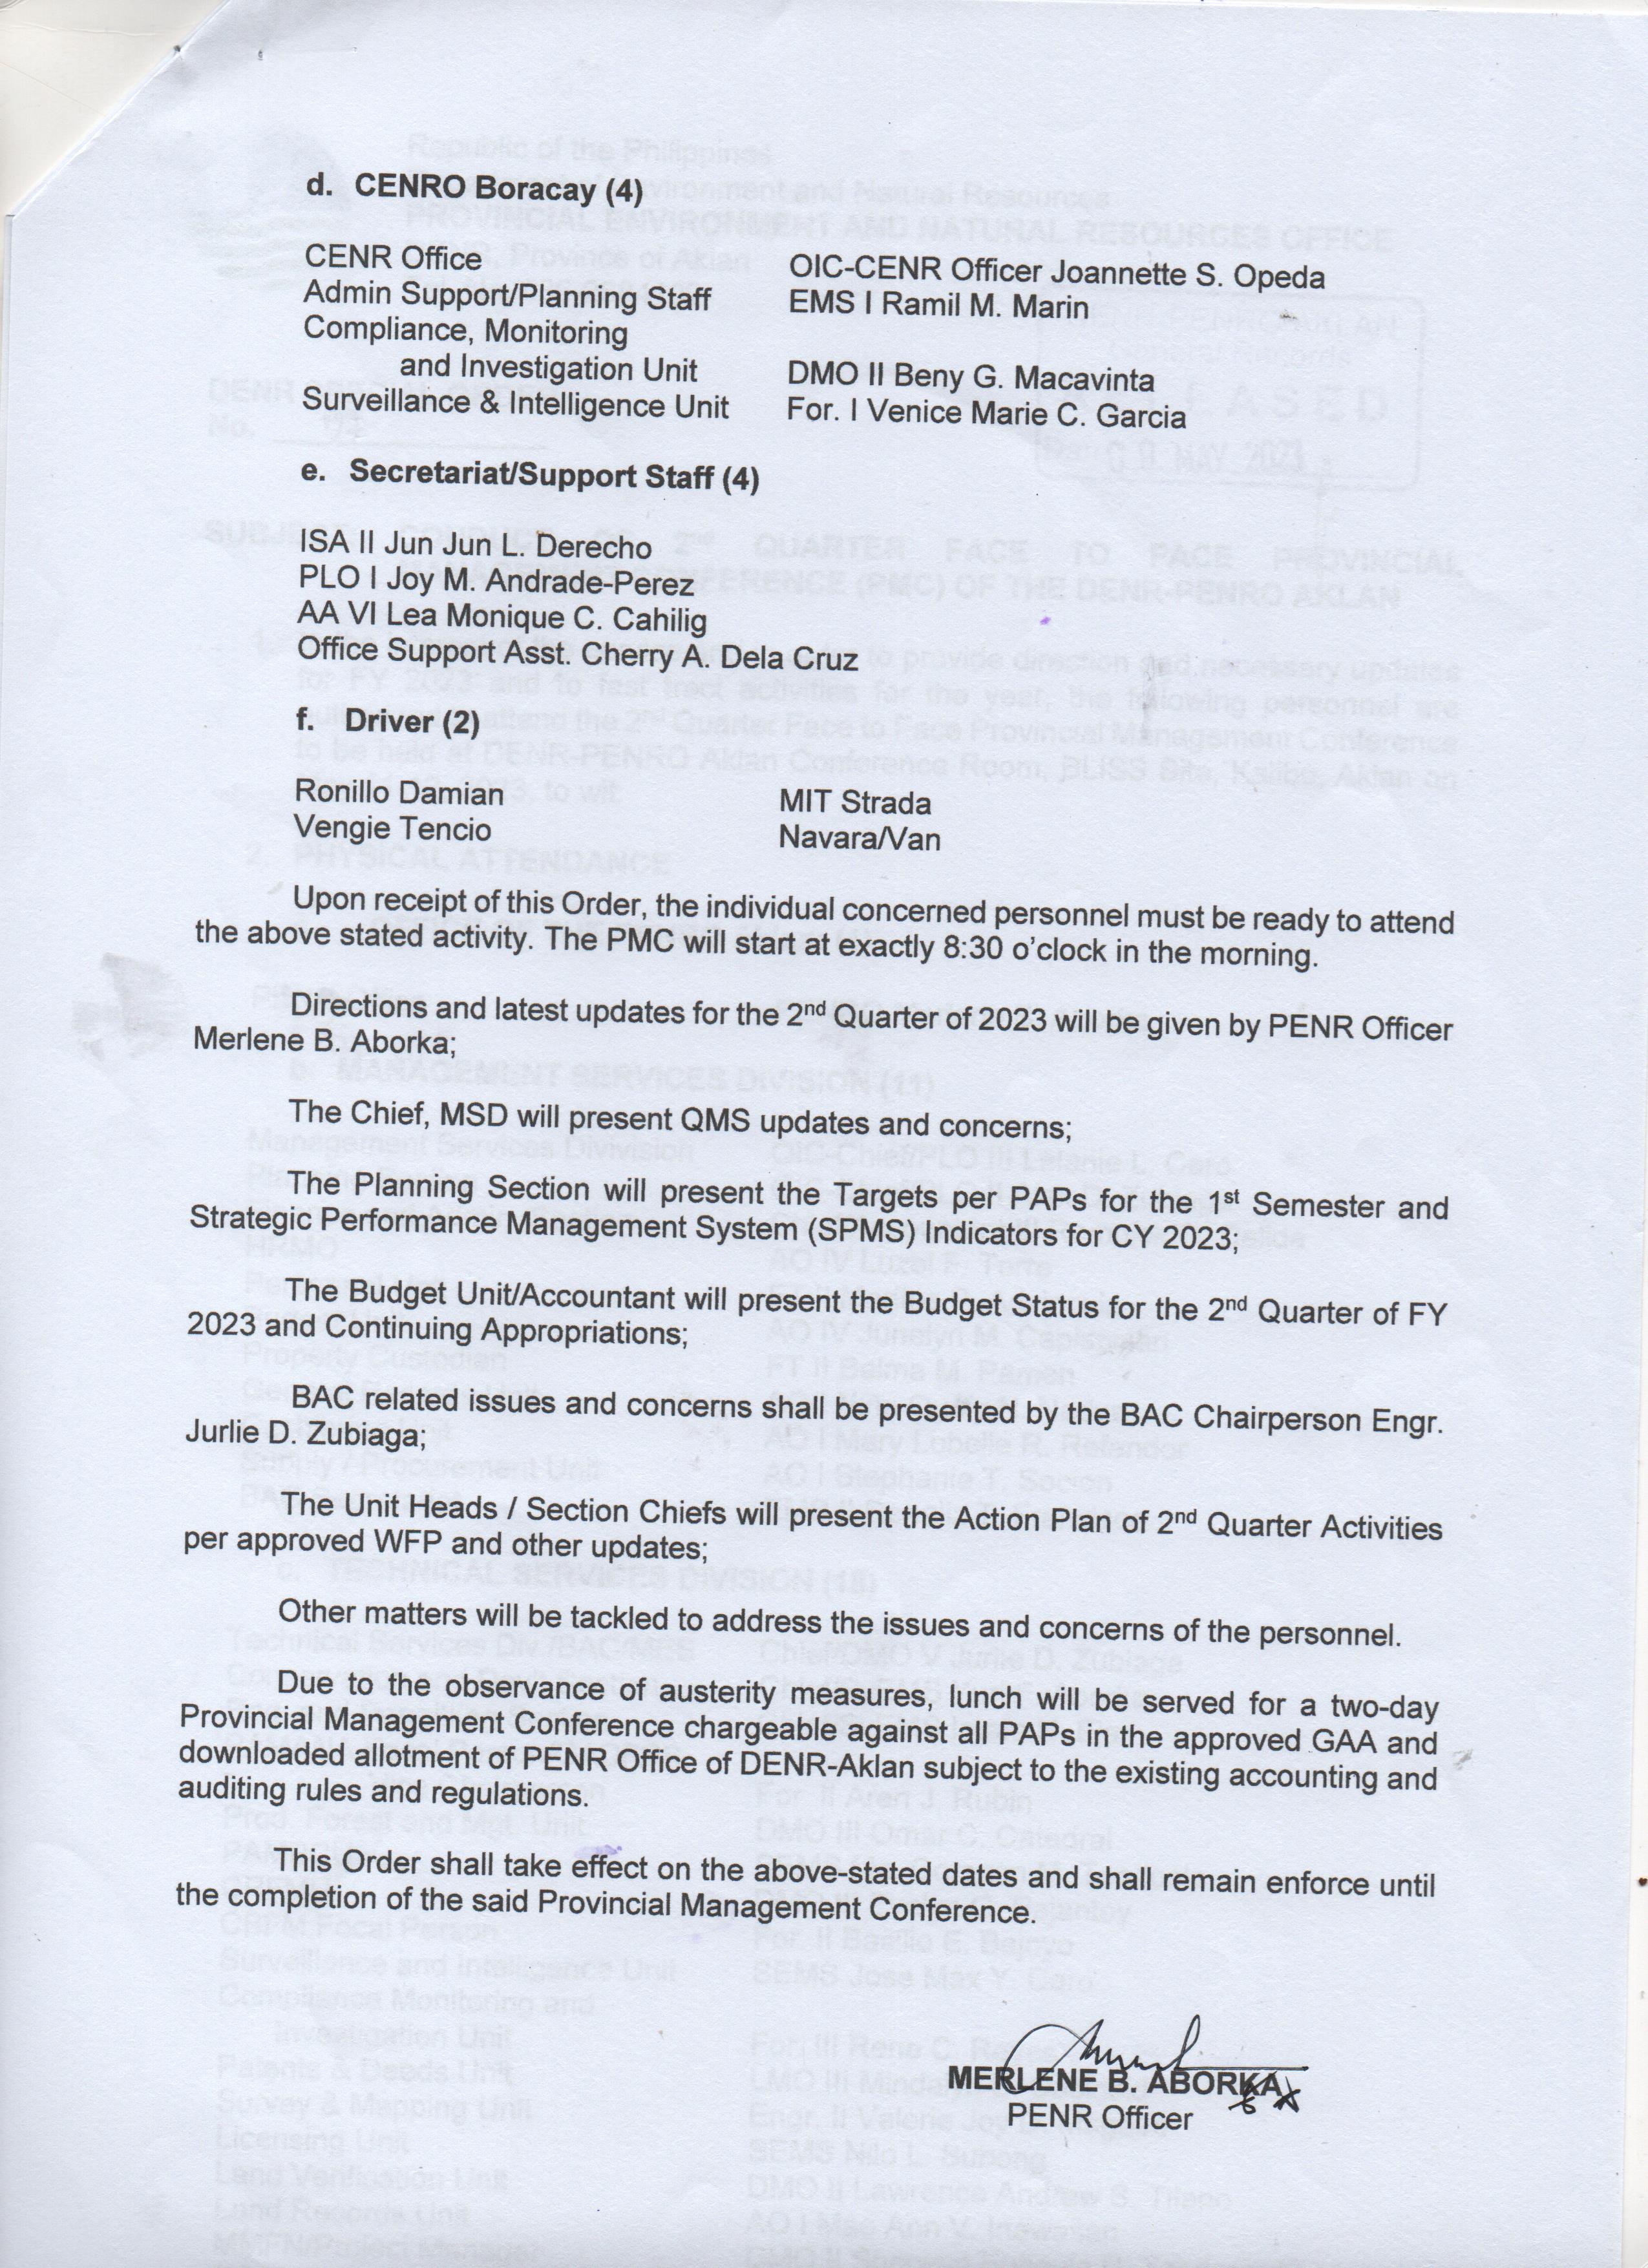 d. CENRO Boracay (4)
CENR Office OIC-CENR Officer Joannette S. Opeda
Admin Support/Planning Staff EMS I Ramil M. Marin
Compliance, Monitoring
and Investigation Unit DMO II Beny G. Macavinta
Surveillance & Intelligence Unit For. I Venice Marie C. Garcia
e. Secretariat/Support Staff (4)
ISA II Jun Jun L. Derecho
PLO I Joy M. Andrade-Perez
AA VI Lea Monique C. Cahilig
Office Support Asst. Cherry A. Dela Cruz
f. Driver (2)
Ronillo Damian MIT Strada
Vengie Tencio Navara/Van
Upon receipt of this Order, the individual concerned personnel must be ready to attend
the above stated activity. The PMC will start at exactly 8:30 o'clock in the morning.
Directions and latest updates for the 2nd Quarter of 2023 will be given by PENR Officer
Merlene B. Aborka;
The Chief, MSD will present QMS updates and concerns;
The Planning Section will present the Targets per PAPs for the 1st Semester and
Strategic Performance Management System (SPMS) Indicators for CY 2023;
The Budget Unit/Accountant will present the Budget Status for the 2nd Quarter of FY
2023 and Continuing Appropriations;
BAC related issues and concerns shall be presented by the BAC Chairperson Engr.
Jurlie D. Zubiaga;
The Unit Heads / Section Chiefs will present the Action Plan of 2nd Quarter Activities
per approved WFP and other updates;
Other matters will be tackled to address the issues and concerns of the personnel.
Due to the observance of austerity measures, lunch will be served for a two-day
Provincial Management Conference chargeable against all PAPs in the approved GAA and
downloaded allotment of PENR Office of DENR-Aklan subject to the existing accounting and
auditing rules and regulations.
This Order shall take effect on the above-stated dates and shall remain enforce until
the completion of the said Provincial Management Conference.
MERLENE B. ABORKA
PENR Officer